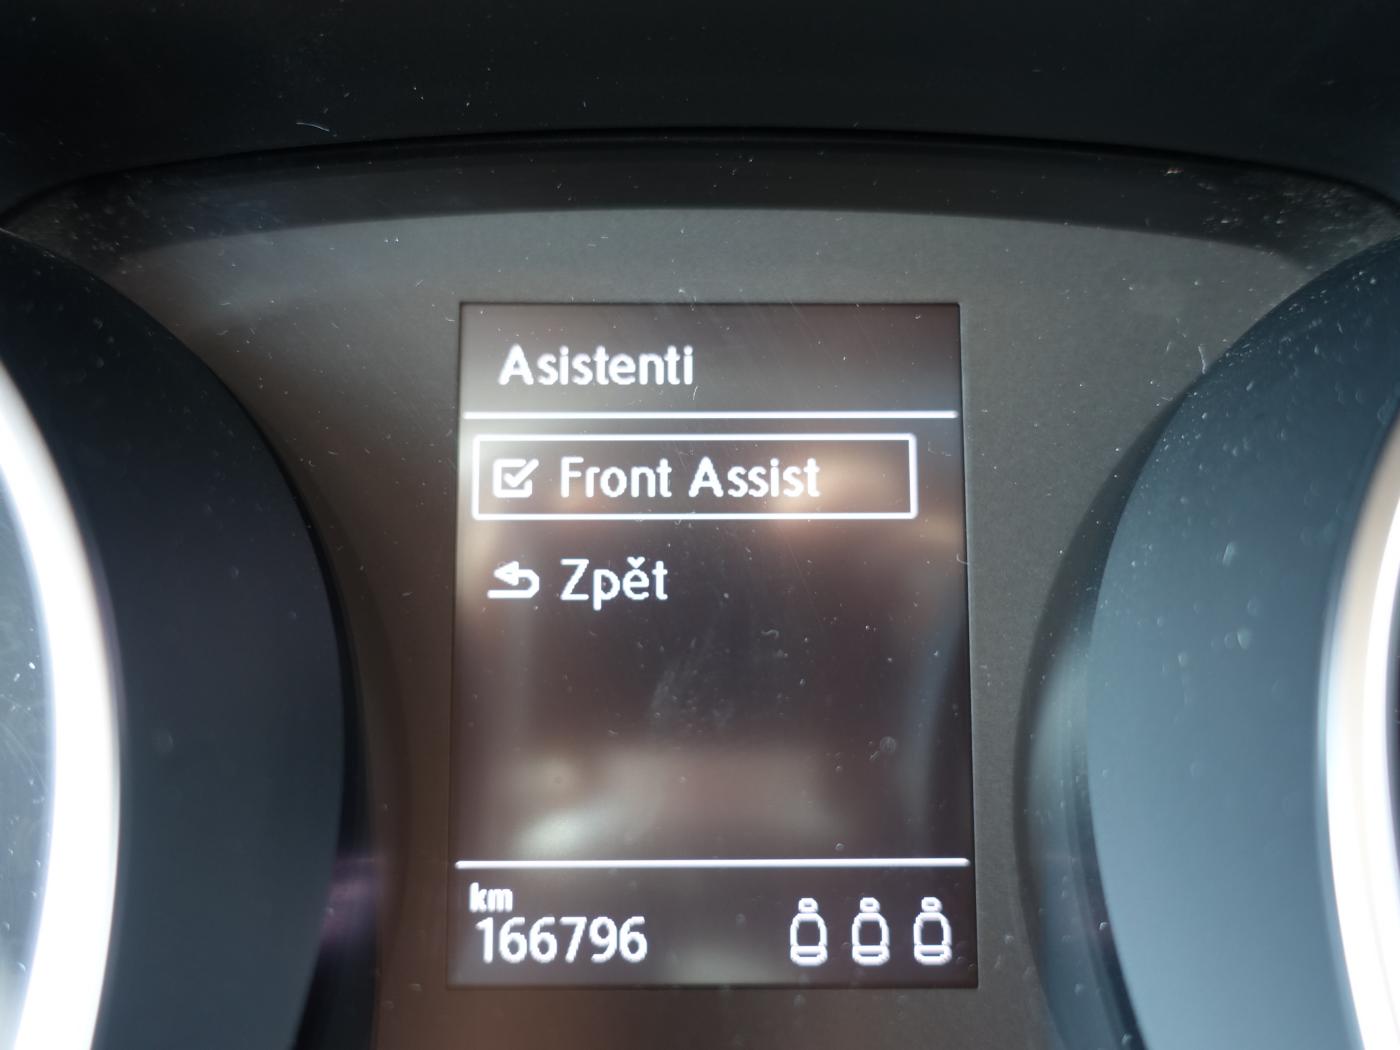 Asistenti
Front Assist
Zpět
km
166796